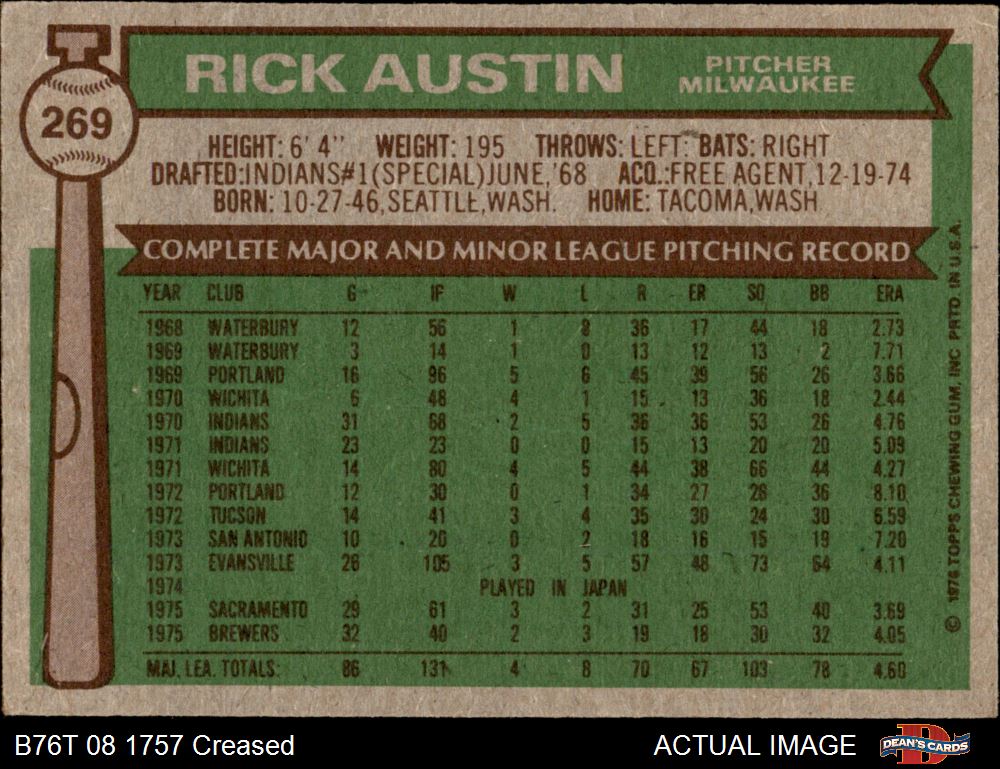 RICK AUSTIN
PITCHER
MILWAUKEE
269
HEIGHT: 6' 4" WEIGHT: 195 THROWS: LEFT BATS: RIGHT
DRAFTED: INDIANS#1(SPECIAL)JUNE,'68 ACQ.:FREE AGENT,12-19-74
BORN: 10-27-46, SEATTLE, WASH. HOME: TACOMA, WASH
COMPLETE MAJOR AND MINOR LEAGUE PITCHING RECORD
YEAR CLUB G IP W L R ER SO BB ERA
1968 WATERBURY 12 56 1 8 36 17 44 18 2.73
1969 WATERBURY 3 14 1 0 13 12 13 2 7.71
1969 PORTLAND 16 96 5 6 45 39 56 26 3.66
1970 WICHITA 6 48 4 1 15 13 36 18 2.44
1970 INDIANS 31 68 2 5 36 36 53 26 4.76
1971 INDIANS 23 23 0 0 15 13 20 20 5.09
1971 WICHITA 14 80 4 5 44 38 66 44 4.27
1972 PORTLAND 12 30 0 1 34 27 28 36 8.10
1972 TUCSON 14 41 3 4 35 30 24 30 6.59
1973 SAN ANTONIO 10 20 0 2 18 16 15 19 7.20
1973 EVANSVILLE 26 105 3 5 57 48 73 64 4.11
1974 PLAYED IN JAPAN
1975 SACRAMENTO 29 61 3 2 31 25 53 40 3.69
1975 BREWERS 32 40 2 3 19 18 30 32 4.05
MAJ. LEA. TOTALS: 86 131 4 8 70 67 103 78 4.60
© 1976 TOPPS CHEWING GUM, INC PRTD. IN U.S.A.
B76T 08 1757 Creased
ACTUAL IMAGE
DEAN'S CARDS